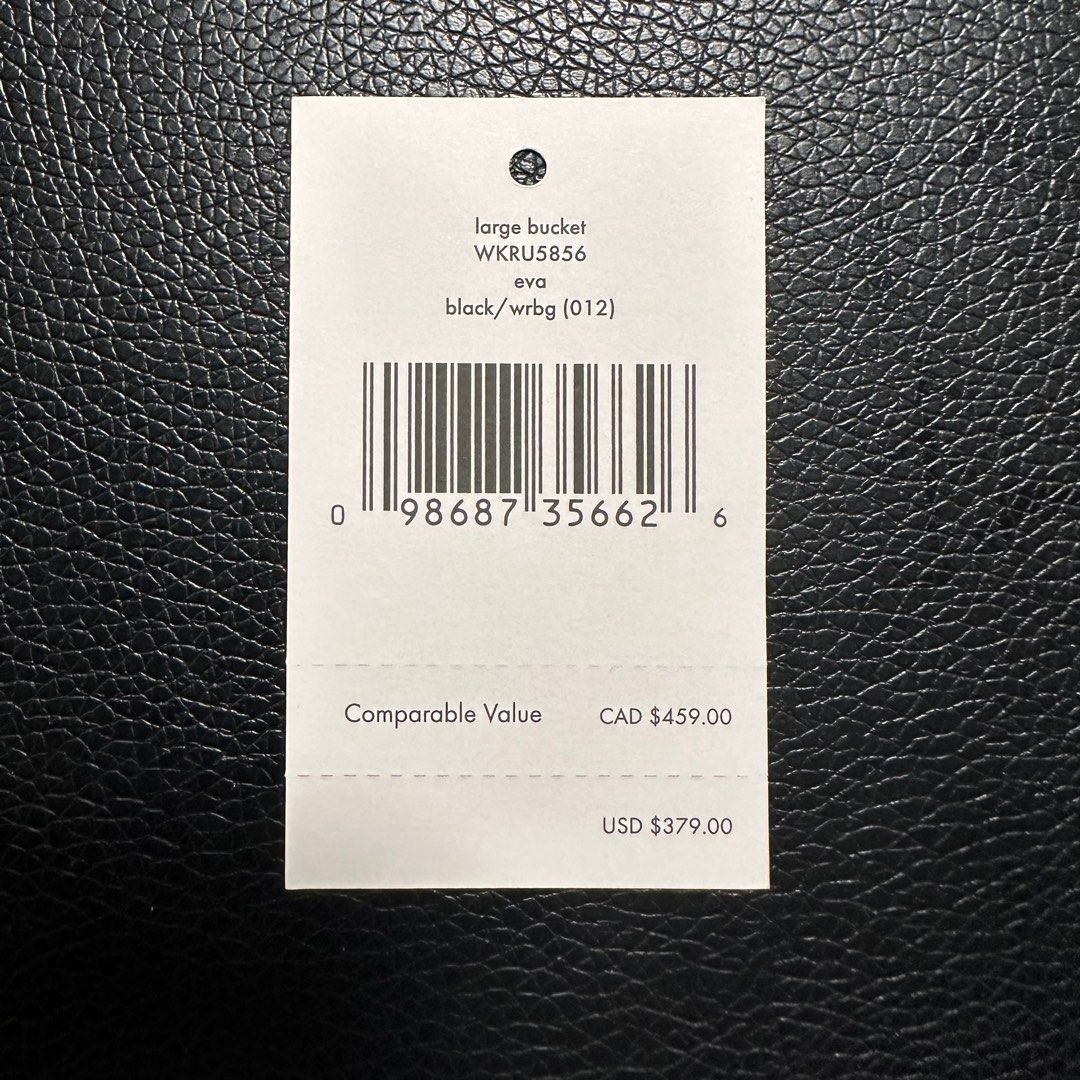 large bucket
WKRU5856
eva
black/wrbg (012)
0 98687 35662 6
Comparable Value CAD $459.00
USD $379.00